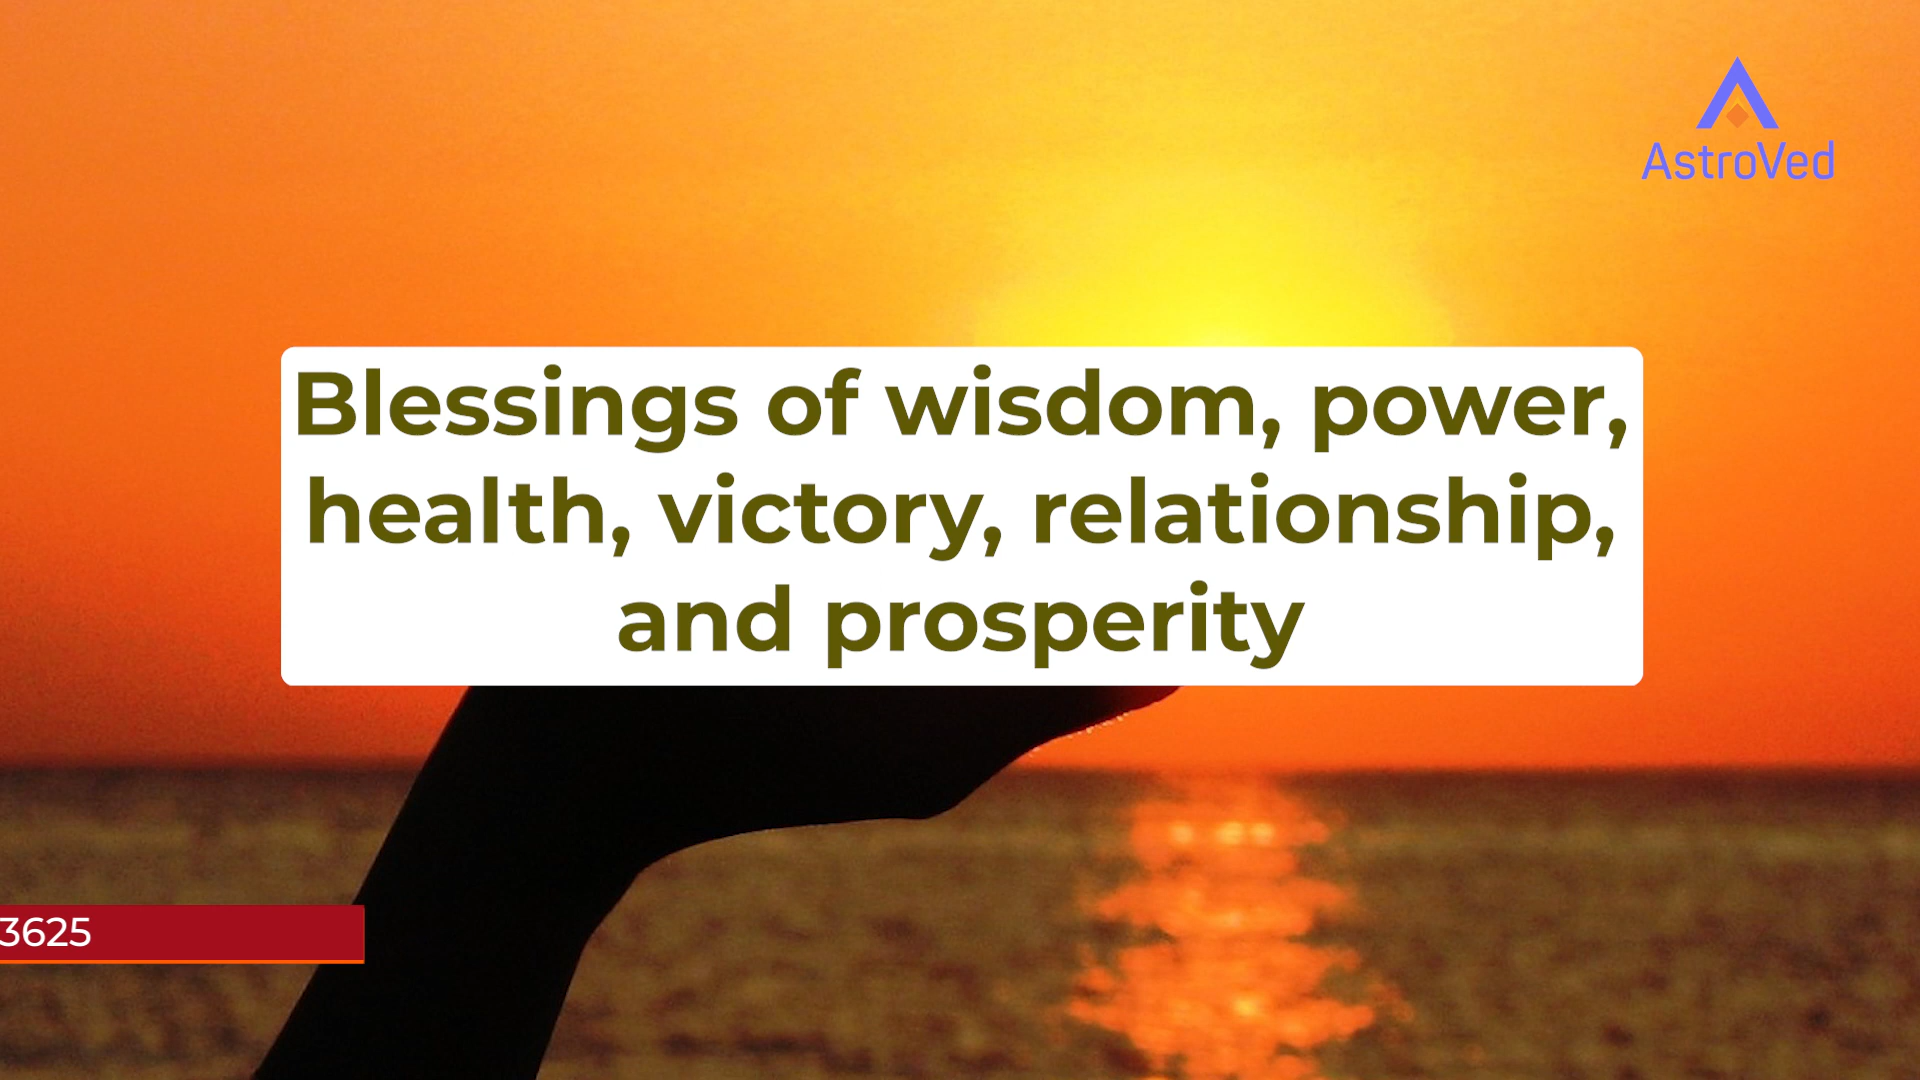 AstroVed
Blessings of wisdom, power,
health, victory, relationship,
and prosperity
3625